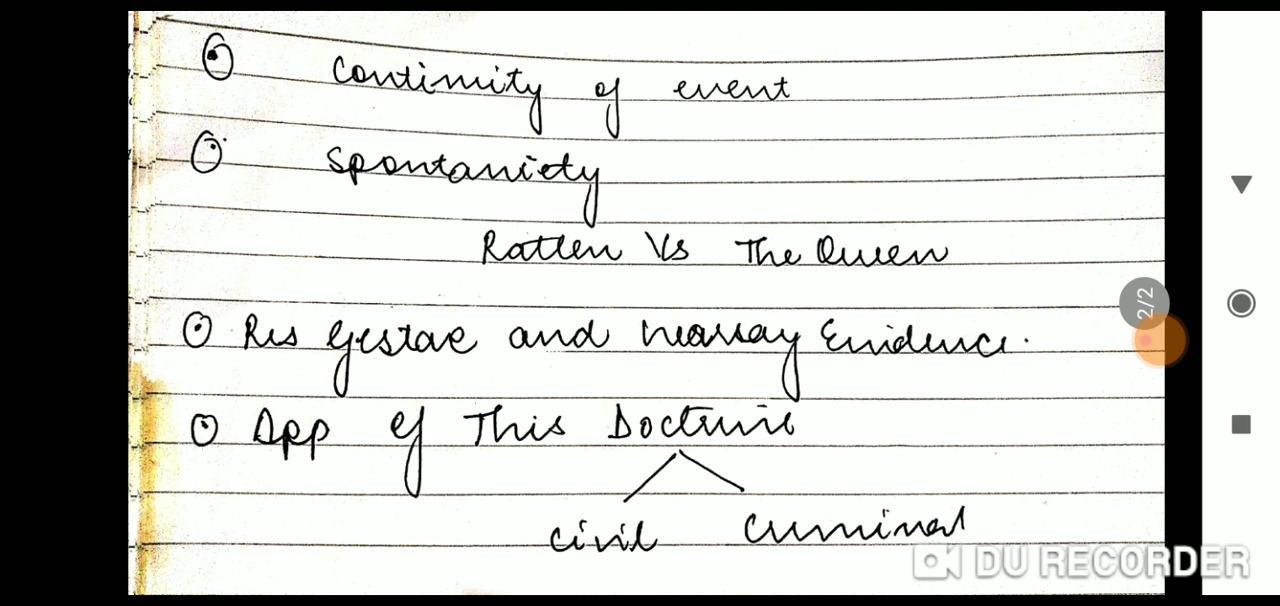 Continuity of event
Spontaniety
Ratten Vs The Queen
Res Gestae and hearsay Evidence.
App of This Doctrine
Civil Criminal
2/2
DU RECORDER